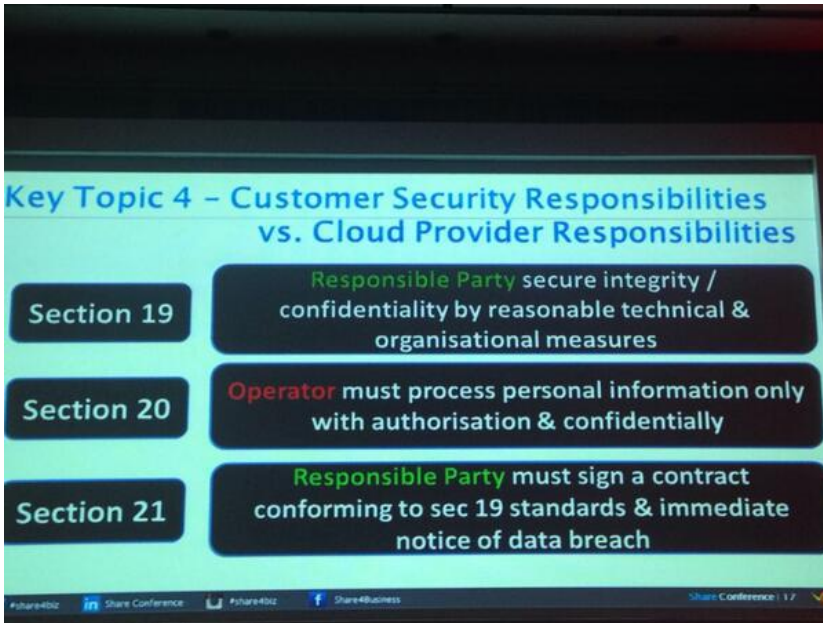 Key Topic 4 – Customer Security Responsibilities
vs. Cloud Provider Responsibilities
Section 19
Responsible Party secure integrity /
confidentiality by reasonable technical &
organisational measures
Section 20
Operator must process personal information only
with authorisation & confidentially
Section 21
Responsible Party must sign a contract
conforming to sec 19 standards & immediate
notice of data breach
#share4biz in Share Conference #share4biz f Share4Business Share Conference | 17